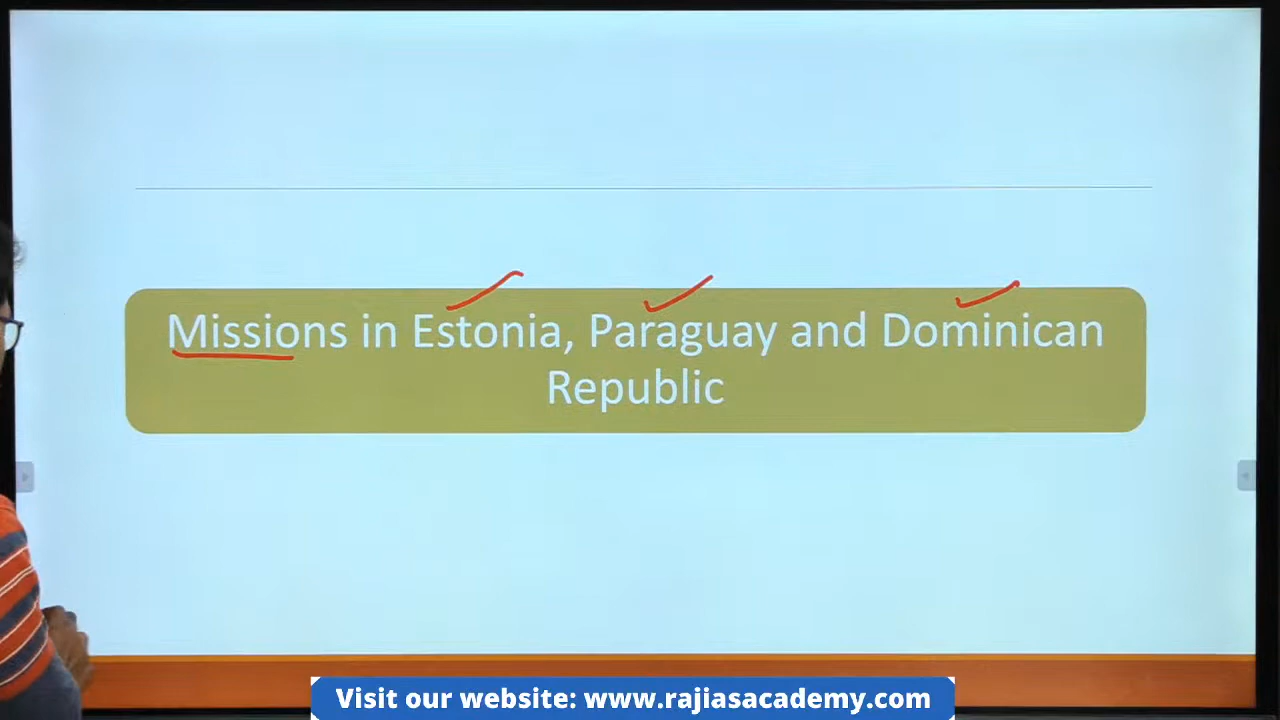 Missions in Estonia, Paraguay and Dominican
Republic
Visit our website: www.rajiasacademy.com